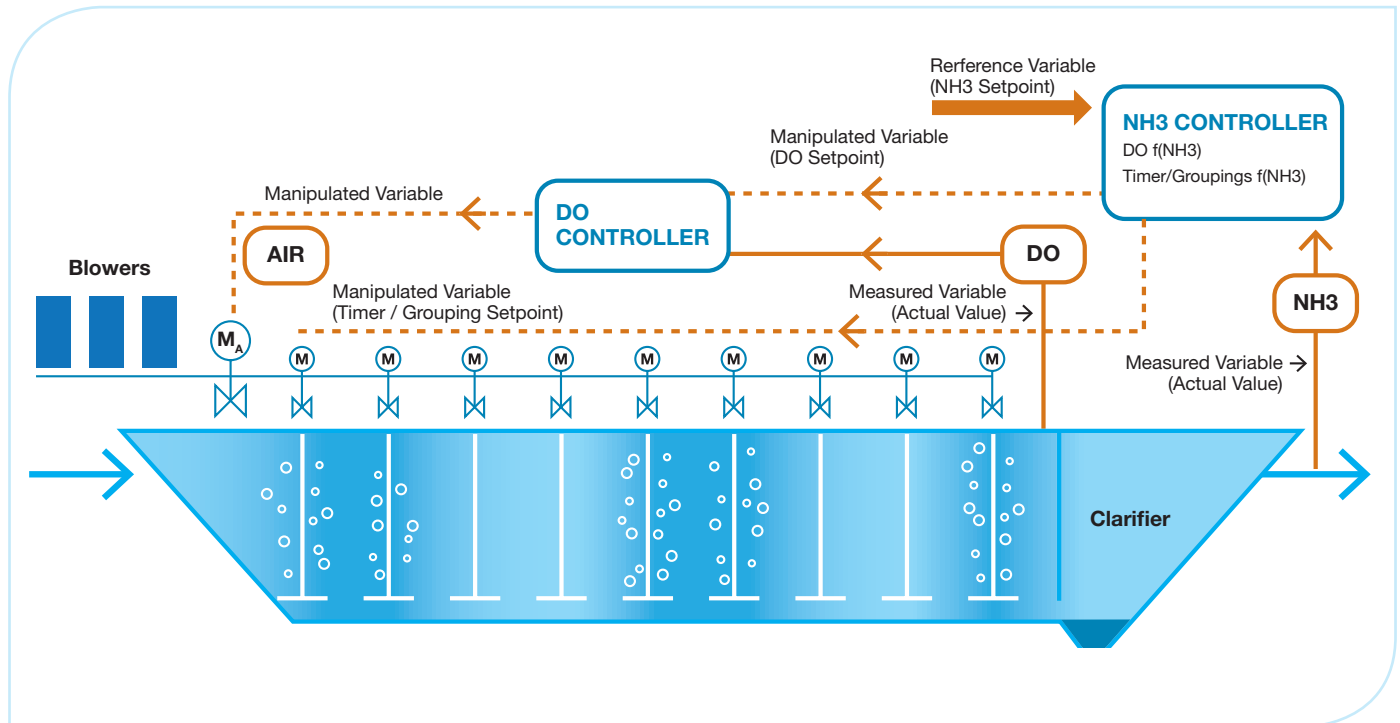 Rerference Variable
(NH3 Setpoint)
NH3 CONTROLLER
DO f(NH3)
Timer/Groupings f(NH3)
Manipulated Variable
(DO Setpoint)
Manipulated Variable
DO
CONTROLLER
AIR
DO
Blowers
Manipulated Variable
(Timer / Grouping Setpoint)
Measured Variable
(Actual Value) →
NH3
Measured Variable →
(Actual Value)
MA
M
M
M
M
M
M
M
M
M
Clarifier